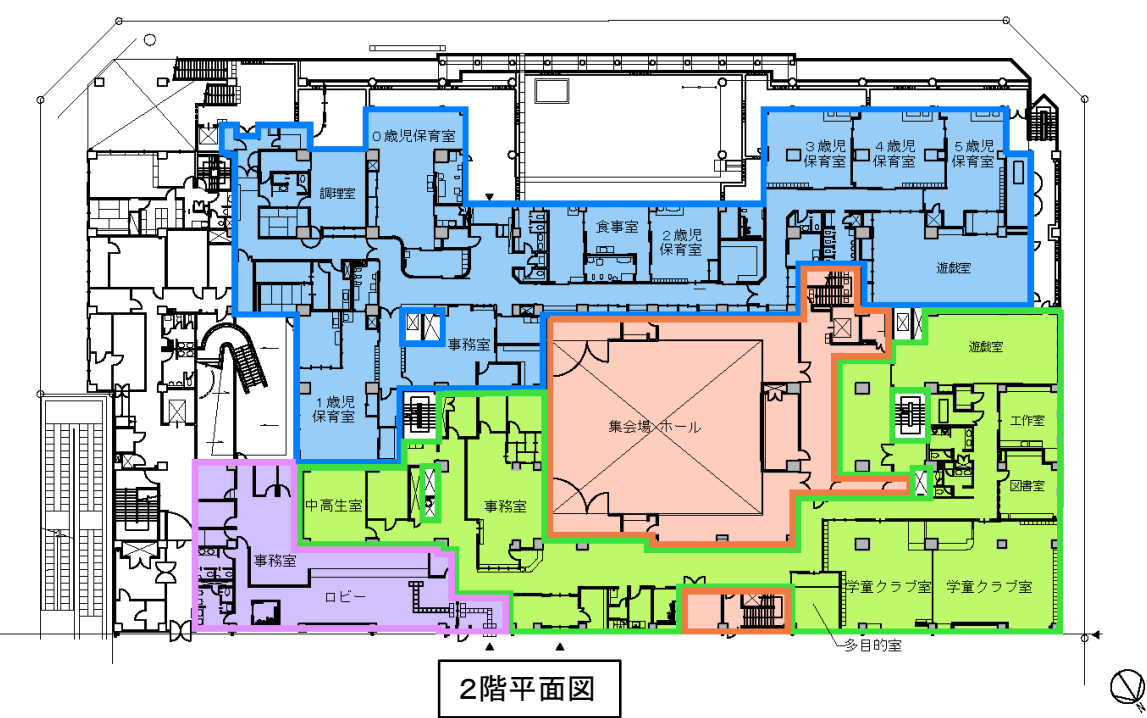 ０歳児保育室
３歳児
保育室
４歳児
保育室
５歳児
保育室
調理室
食事室
２歳児
保育室
遊戯室
事務室
遊戯室
１歳児
保育室
集会場・ホール
工作室
図書室
中高生室
事務室
事務室
ロビー
学童クラブ室
学童クラブ室
多目的室
２階平面図
N